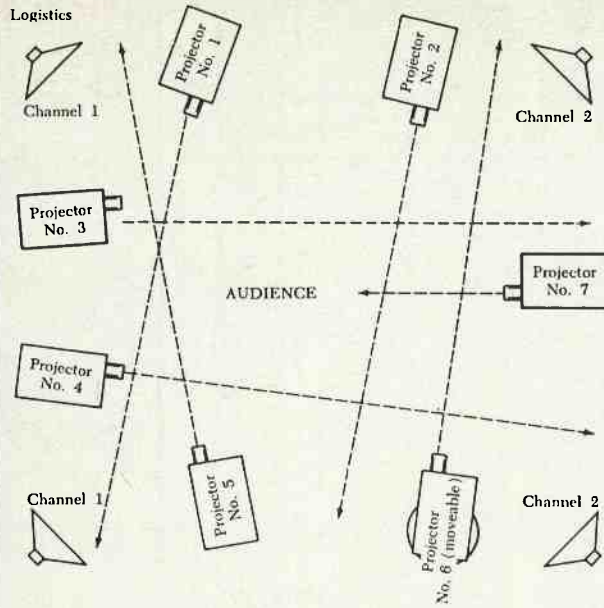 Logistics
Projector
No. 1
Projector
No. 2
Channel 1
Channel 2
Projector
No. 3
AUDIENCE
Projector
No. 7
Projector
No. 4
Channel 1
Projector
No. 5
Projector
No. 6 (moveable)
Channel 2